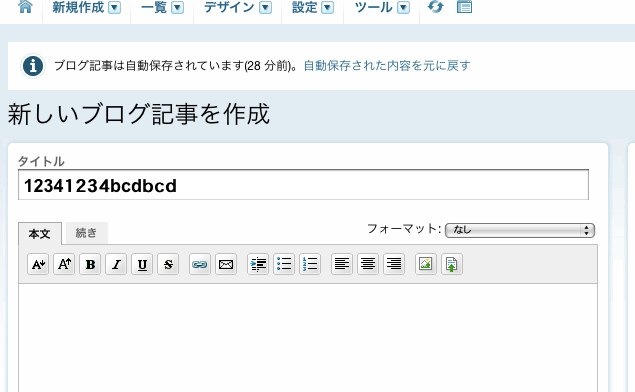 新規作成 一覧 デザイン 設定 ツール
ブログ記事は自動保存されています(28 分前)。自動保存された内容を元に戻す
新しいブログ記事を作成
タイトル
12341234bcdbcd
本文 続き フォーマット: なし
A A B I U S
1 2 3